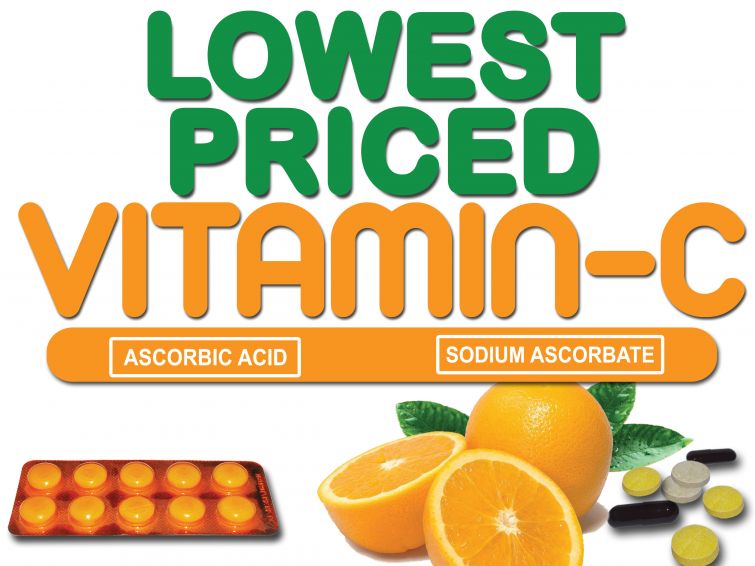 LOWEST
PRICED
VITAMIN-C
ASCORBIC ACID
SODIUM ASCORBATE